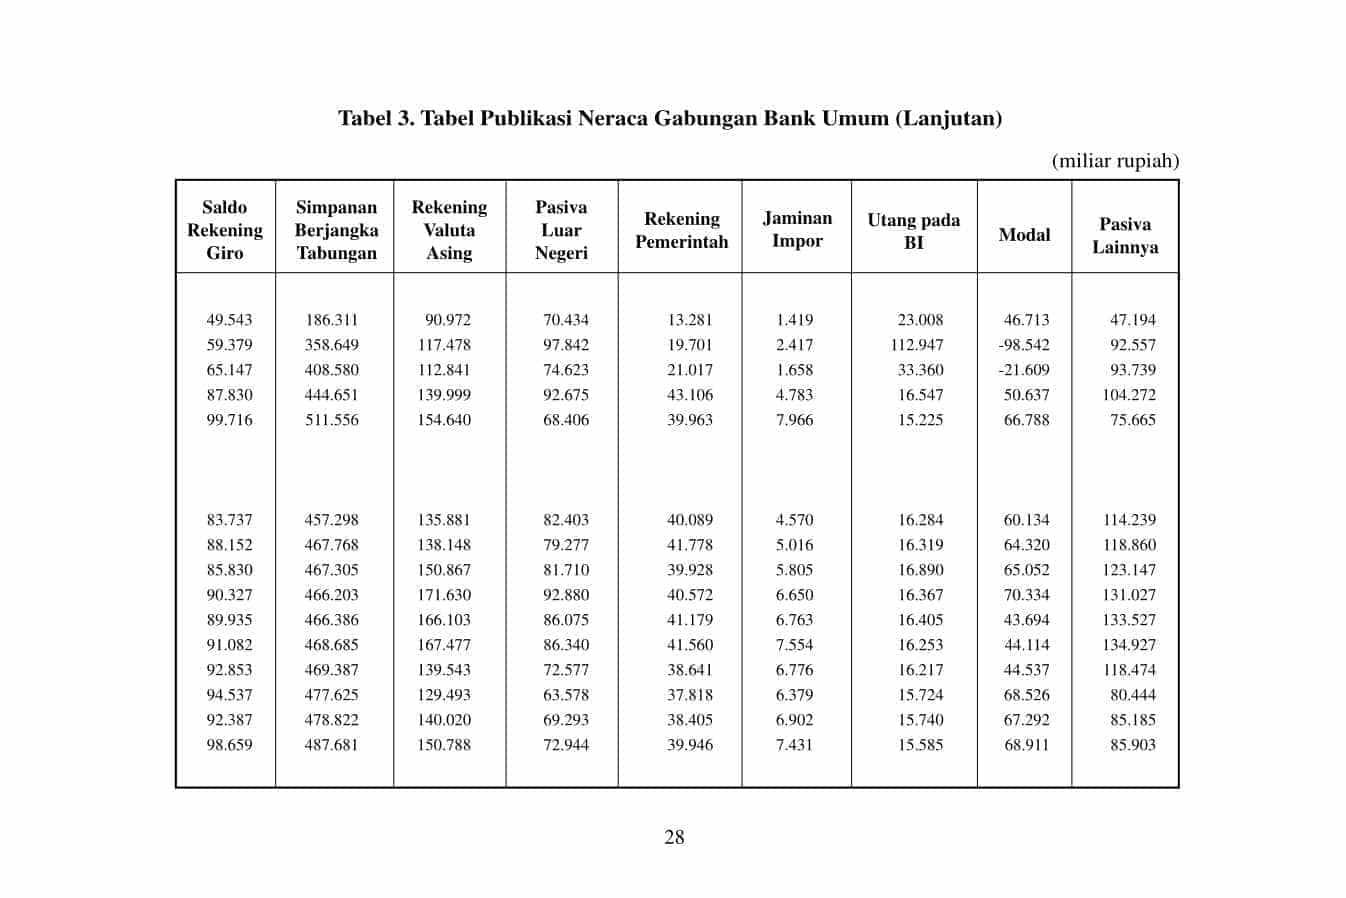 Tabel 3. Tabel Publikasi Neraca Gabungan Bank Umum (Lanjutan)
(miliar rupiah)
Saldo Rekening Giro | Simpanan Berjangka Tabungan | Rekening Valuta Asing | Pasiva Luar Negeri | Rekening Pemerintah | Jaminan Impor | Utang pada BI | Modal | Pasiva Lainnya
49.543 186.311 90.972 70.434 13.281 1.419 23.008 46.713 47.194
59.379 358.649 117.478 97.842 19.701 2.417 112.947 -98.542 92.557
65.147 408.580 112.841 74.623 21.017 1.658 33.360 -21.609 93.739
87.830 444.651 139.999 92.675 43.106 4.783 16.547 50.637 104.272
99.716 511.556 154.640 68.406 39.963 7.966 15.225 66.788 75.665
83.737 457.298 135.881 82.403 40.089 4.570 16.284 60.134 114.239
88.152 467.768 138.148 79.277 41.778 5.016 16.319 64.320 118.860
85.830 467.305 150.867 81.710 39.928 5.805 16.890 65.052 123.147
90.327 466.203 171.630 92.880 40.572 6.650 16.367 70.334 131.027
89.935 466.386 166.103 86.075 41.179 6.763 16.405 43.694 133.527
91.082 468.685 167.477 86.340 41.560 7.554 16.253 44.114 134.927
92.853 469.387 139.543 72.577 38.641 6.776 16.217 44.537 118.474
94.537 477.625 129.493 63.578 37.818 6.379 15.724 68.526 80.444
92.387 478.822 140.020 69.293 38.405 6.902 15.740 67.292 85.185
98.659 487.681 150.788 72.944 39.946 7.431 15.585 68.911 85.903
28